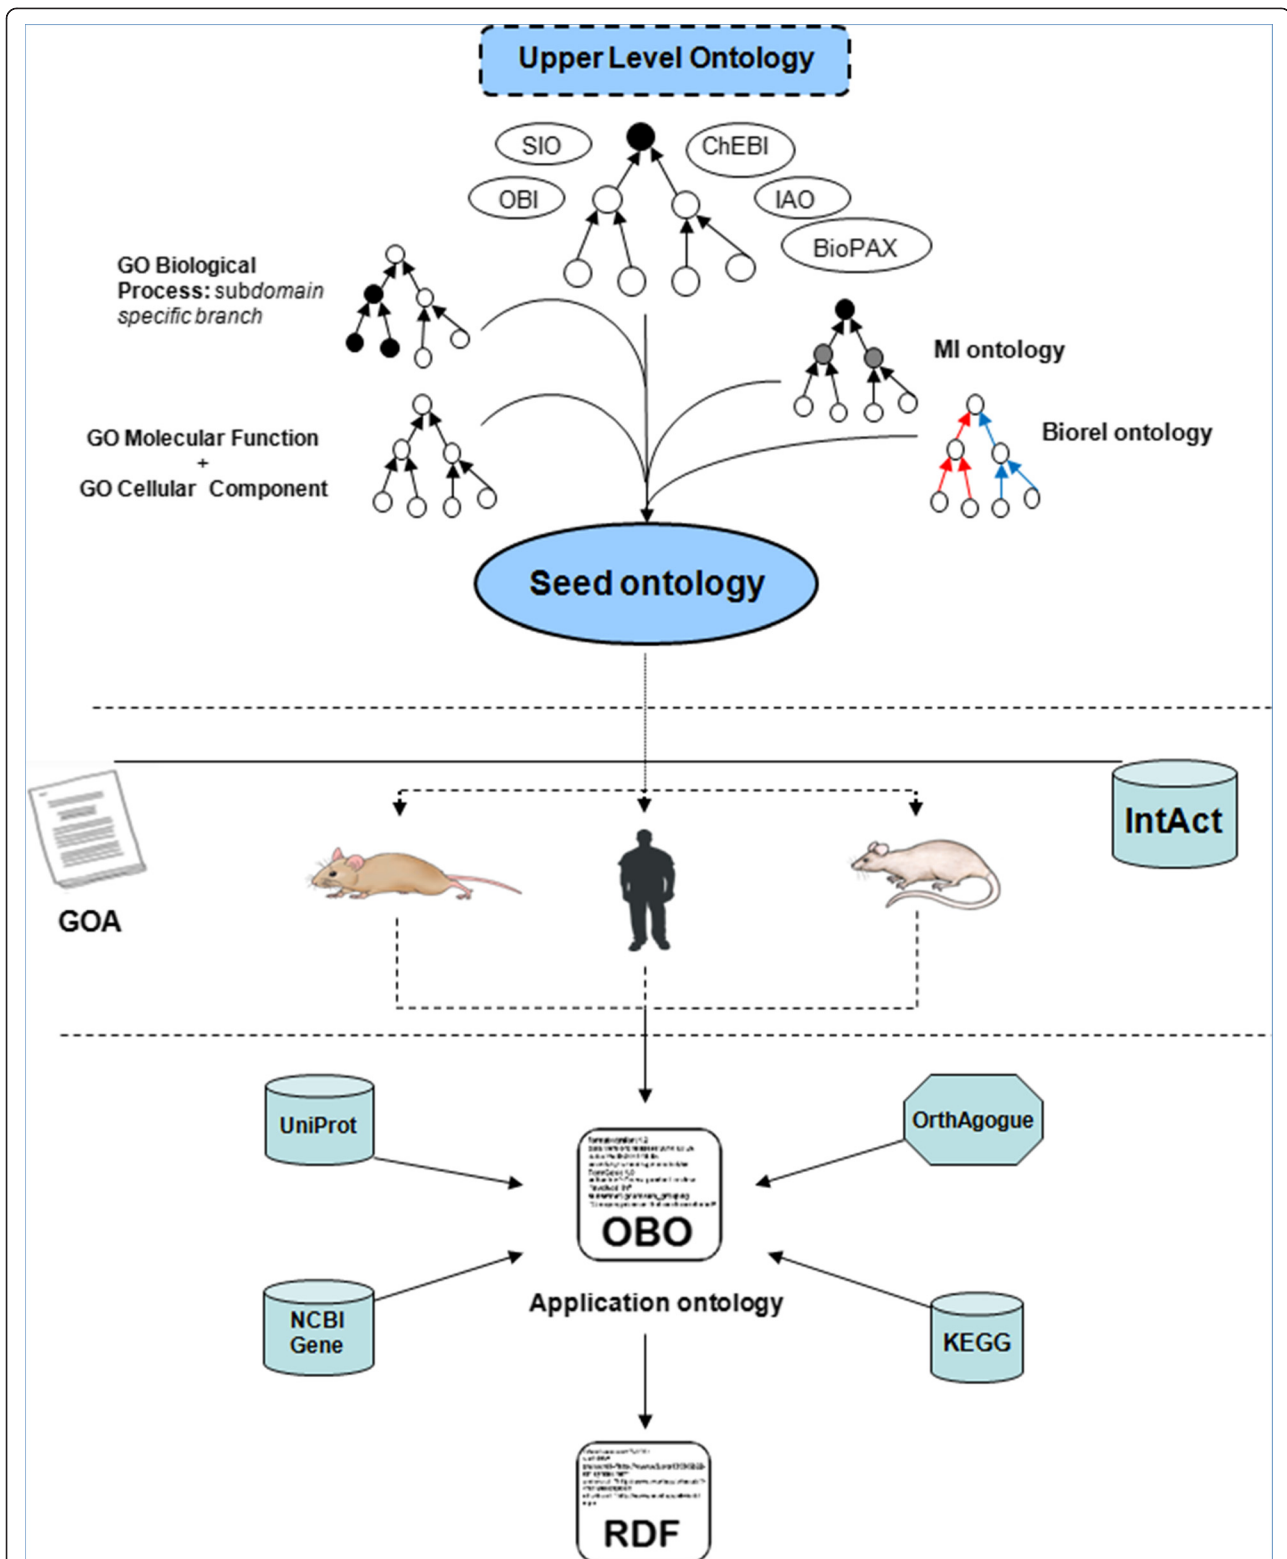 Upper Level Ontology
SIO
ChEBI
OBI
IAO
BioPAX
GO Biological
Process: subdomain
specific branch
MI ontology
GO Molecular Function
+
GO Cellular Component
Biorel ontology
Seed ontology
IntAct
GOA
UniProt
OrthAgogue
OBO
NCBI
Gene
Application ontology
KEGG
RDF